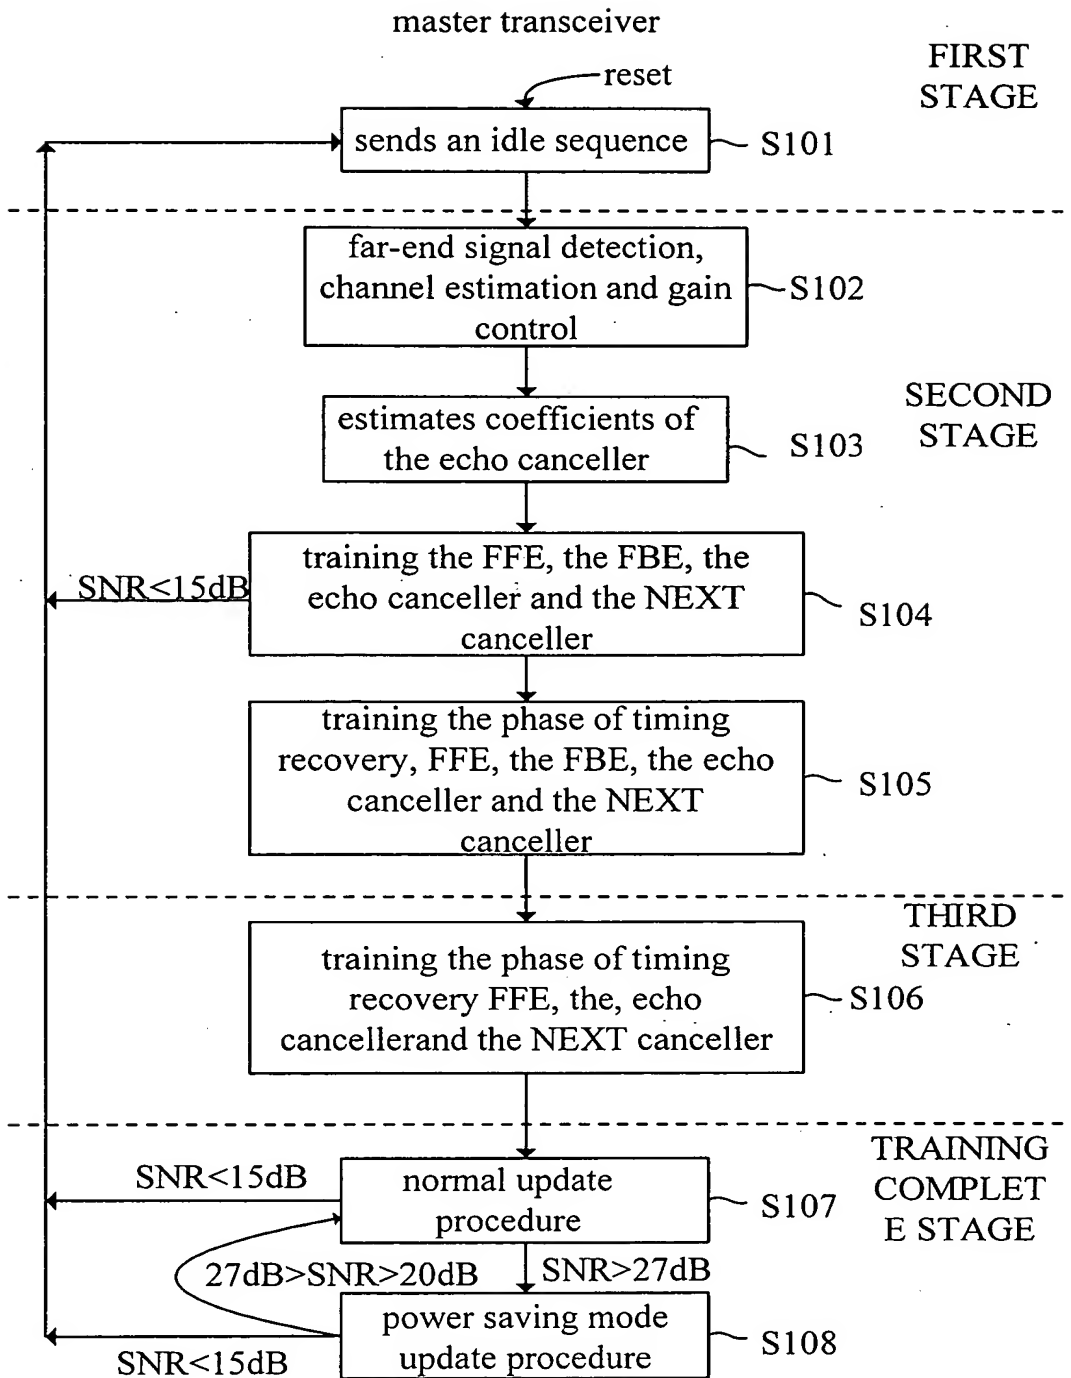 master transceiver
FIRST
STAGE
reset
sends an idle sequence
S101
far-end signal detection,
channel estimation and gain
control
S102
SECOND
STAGE
estimates coefficients of
the echo canceller
S103
training the FFE, the FBE, the
echo canceller and the NEXT
canceller
S104
SNR<15dB
training the phase of timing
recovery, FFE, the FBE, the echo
canceller and the NEXT
canceller
S105
THIRD
STAGE
training the phase of timing
recovery FFE, the, echo
cancellerand the NEXT canceller
S106
TRAINING
COMPLET
E STAGE
SNR<15dB
normal update
procedure
S107
27dB>SNR>20dB
SNR>27dB
power saving mode
update procedure
S108
SNR<15dB